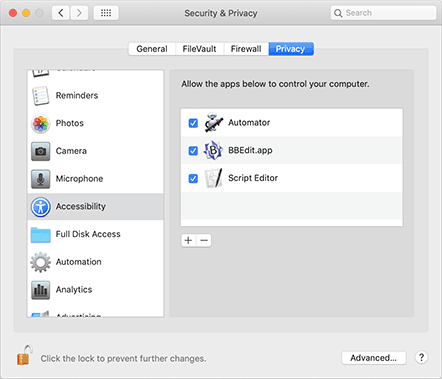 Security & Privacy
Search
General
FileVault
Firewall
Privacy
Calendars
Reminders
Photos
Camera
Microphone
Accessibility
Full Disk Access
Automation
Analytics
Advertising
Allow the apps below to control your computer.
Automator
BBEdit.app
Script Editor
Click the lock to prevent further changes.
Advanced...
?